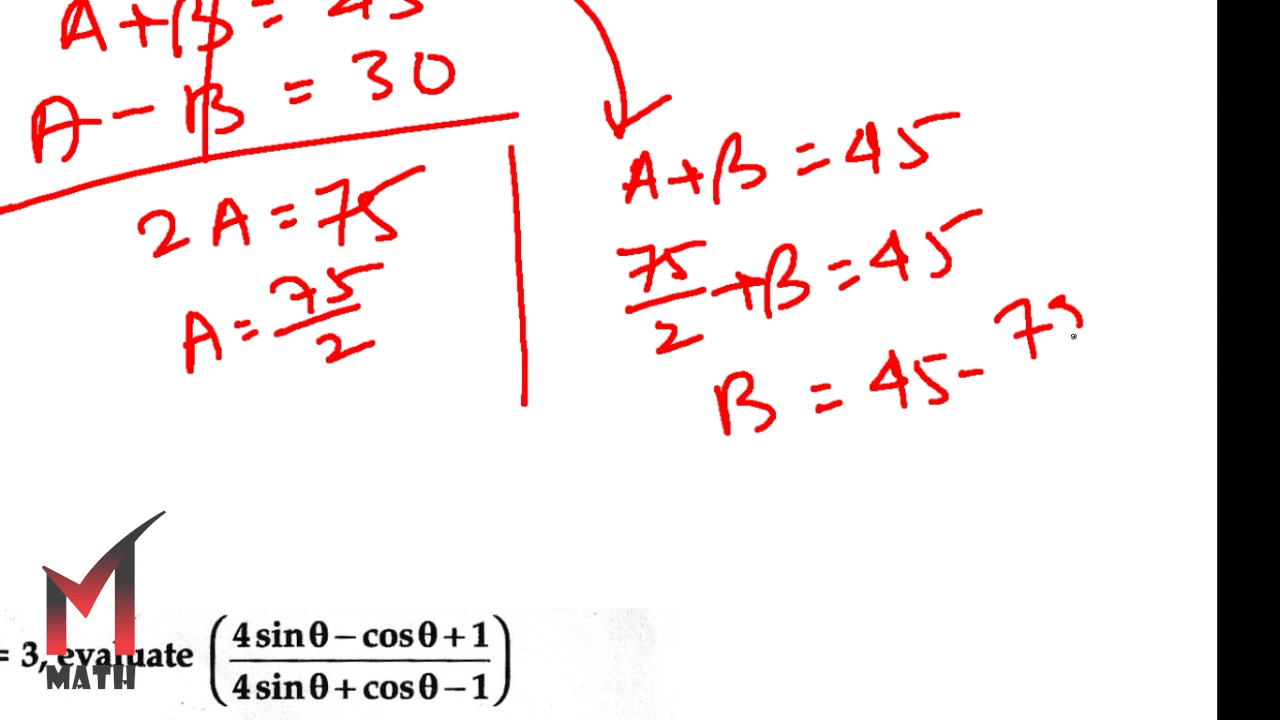 A+B = 45
A - B = 30
2A = 75
A = 75/2
A+B = 45
75/2 + B = 45
B = 45 - 75
= 3, evaluate (4 sin θ − cos θ + 1 / 4 sin θ + cos θ − 1)
MATH